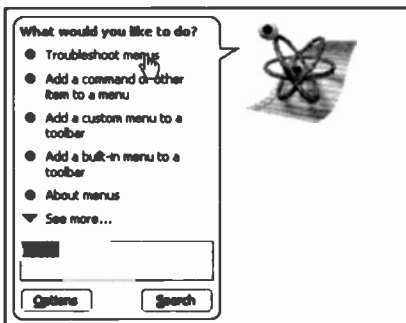 What would you like to do?
Troubleshoot menus
Add a command or other
item to a menu
Add a custom menu to a
toolbar
Add a built-in menu to a
toolbar
About menus
See more...
Options
Search